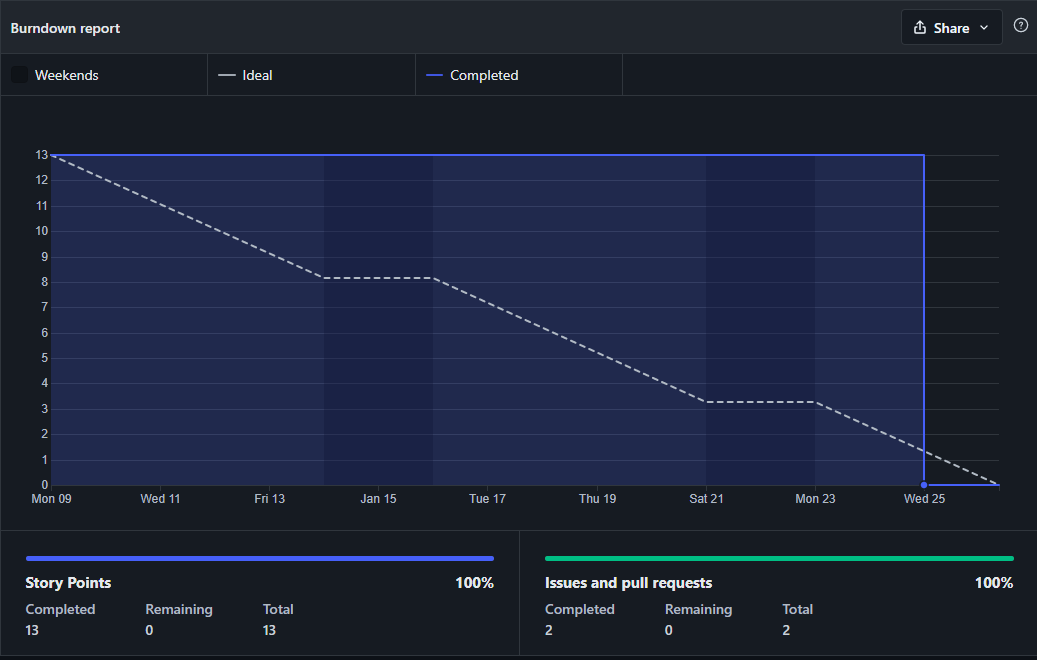 Burndown report
Share
Weekends
Ideal
Completed
13
12
11
10
9
8
7
6
5
4
3
2
1
0
Mon 09 Wed 11 Fri 13 Jan 15 Tue 17 Thu 19 Sat 21 Mon 23 Wed 25
Story Points 100%
Completed Remaining Total
13 0 13
Issues and pull requests 100%
Completed Remaining Total
2 0 2